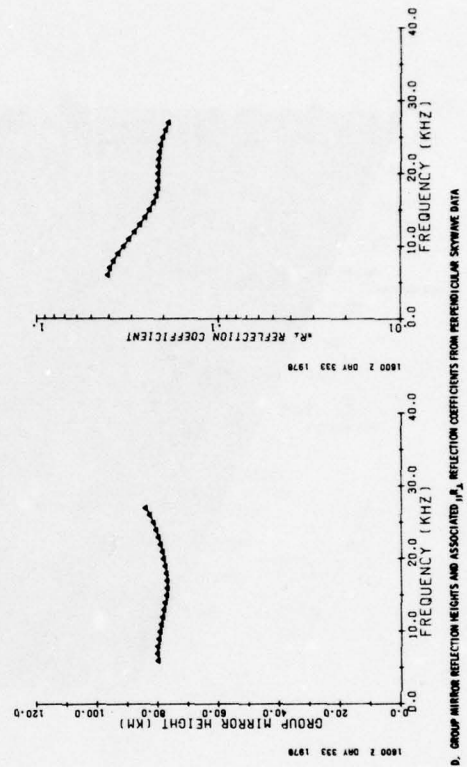 120.0
100.0
80.0
60.0
40.0
20.0
0.0
GROUP MIRROR HEIGHT (KM)
0.0
10.0
20.0
30.0
40.0
FREQUENCY (KHZ)
1800 Z DAY 333 1978
1.
.1
.01
‖R⊥ REFLECTION COEFFICIENT
0.0
10.0
20.0
30.0
40.0
FREQUENCY (KHZ)
1800 Z DAY 333 1978
D. GROUP MIRROR REFLECTION HEIGHTS AND ASSOCIATED ‖R⊥ REFLECTION COEFFICIENTS FROM PERPENDICULAR SKYWAVE DATA